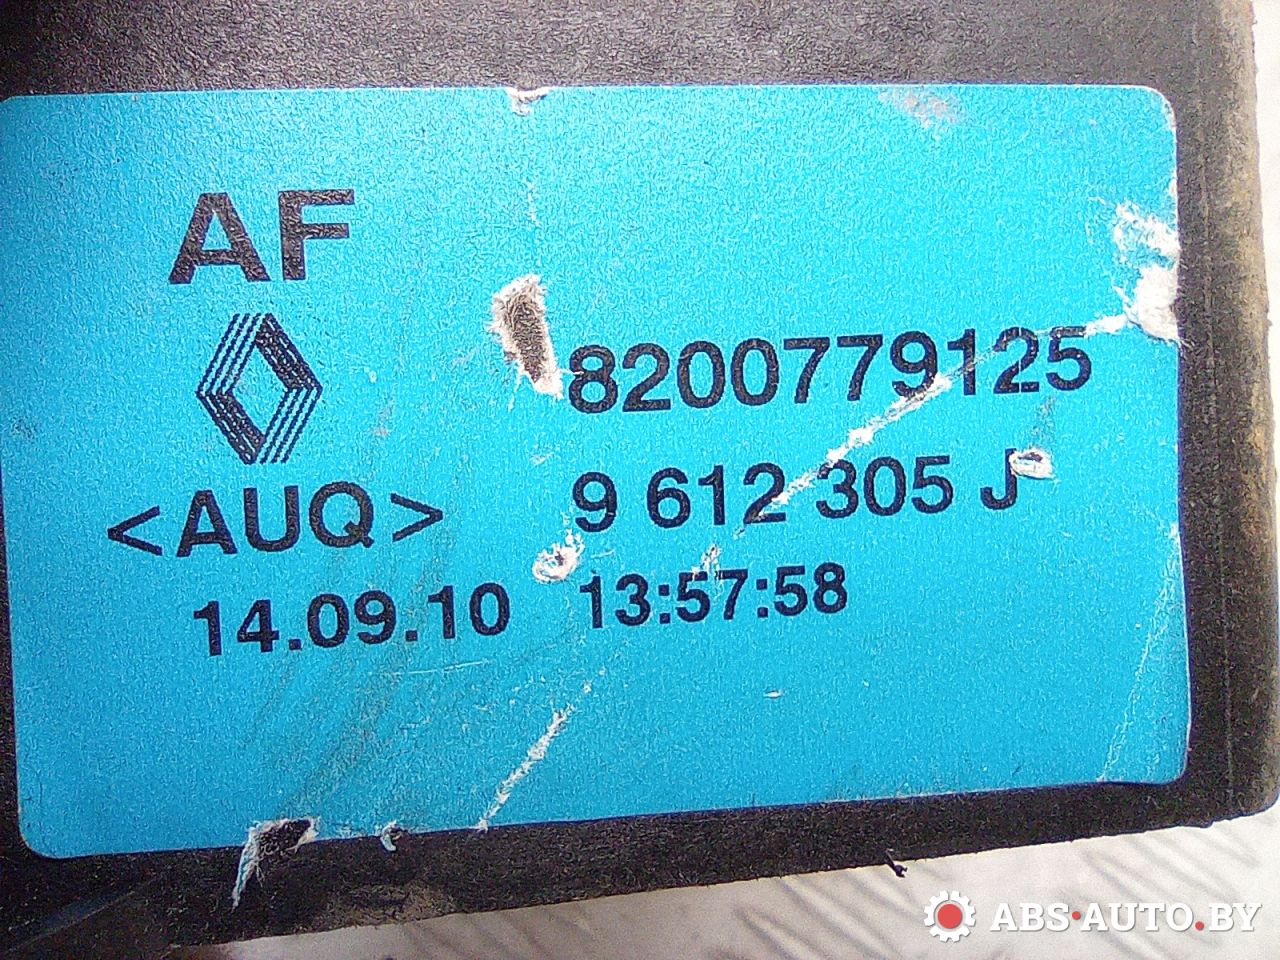 AF
8200779125
<AUQ> 9 612 305 J
14.09.10 13:57:58
ABS·AUTO.BY